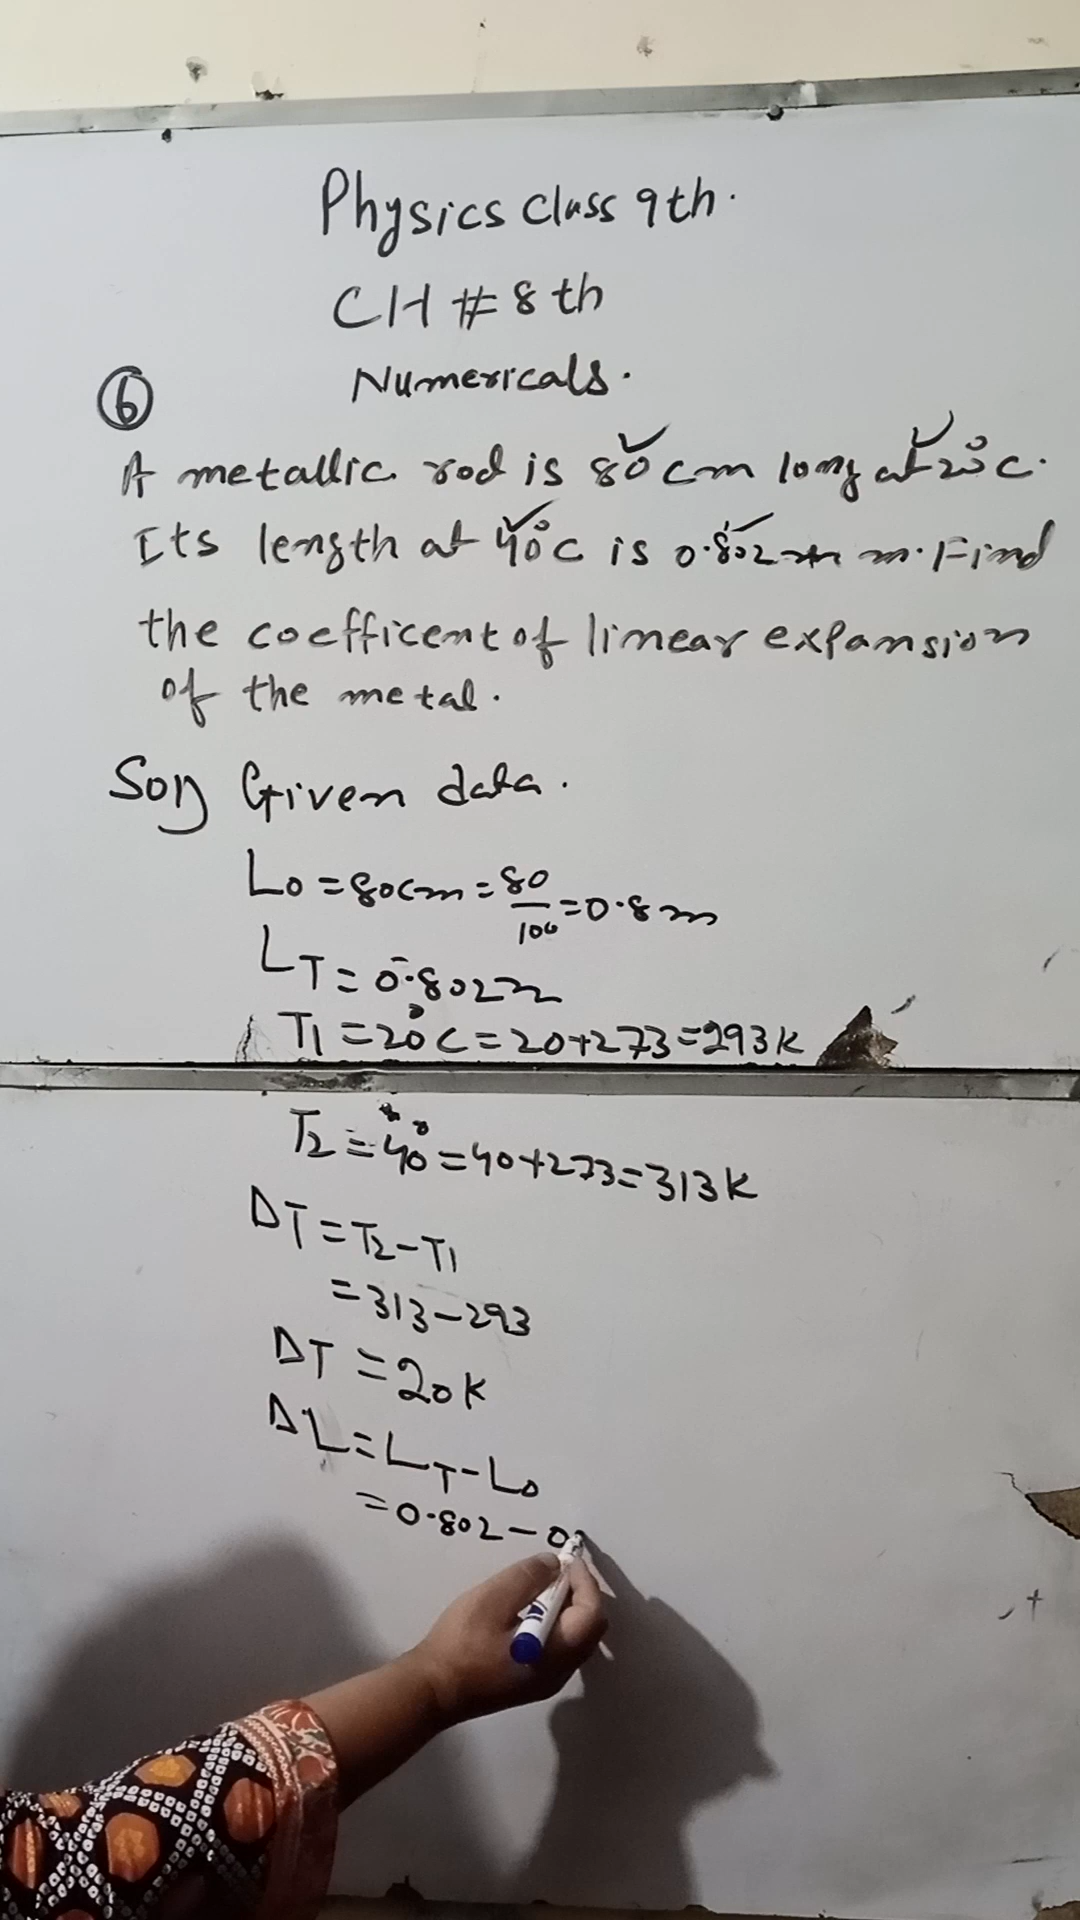 Physics class 9th.
CH # 8th
Numericals.
6
A metallic rod is 80 cm long at 20°C.
Its length at 40°C is 0.802 m. Find
the coefficent of linear expansion
of the metal.
Given data.
L0 = 80cm = 80/100 = 0.8m
LT = 0.802m
T1 = 20°C = 20+273 = 293K
T2 = 40° = 40+273 = 313K
ΔT = T2-T1
= 313-293
ΔT = 20K
ΔL = LT-L0
= 0.802-0.